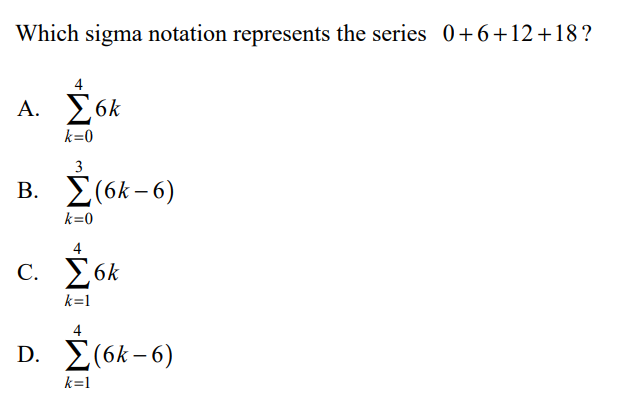 Which sigma notation represents the series 0+6+12+18?
4
A. ∑6k
k=0
3
B. ∑(6k–6)
k=0
4
C. ∑6k
k=1
4
D. ∑(6k–6)
k=1